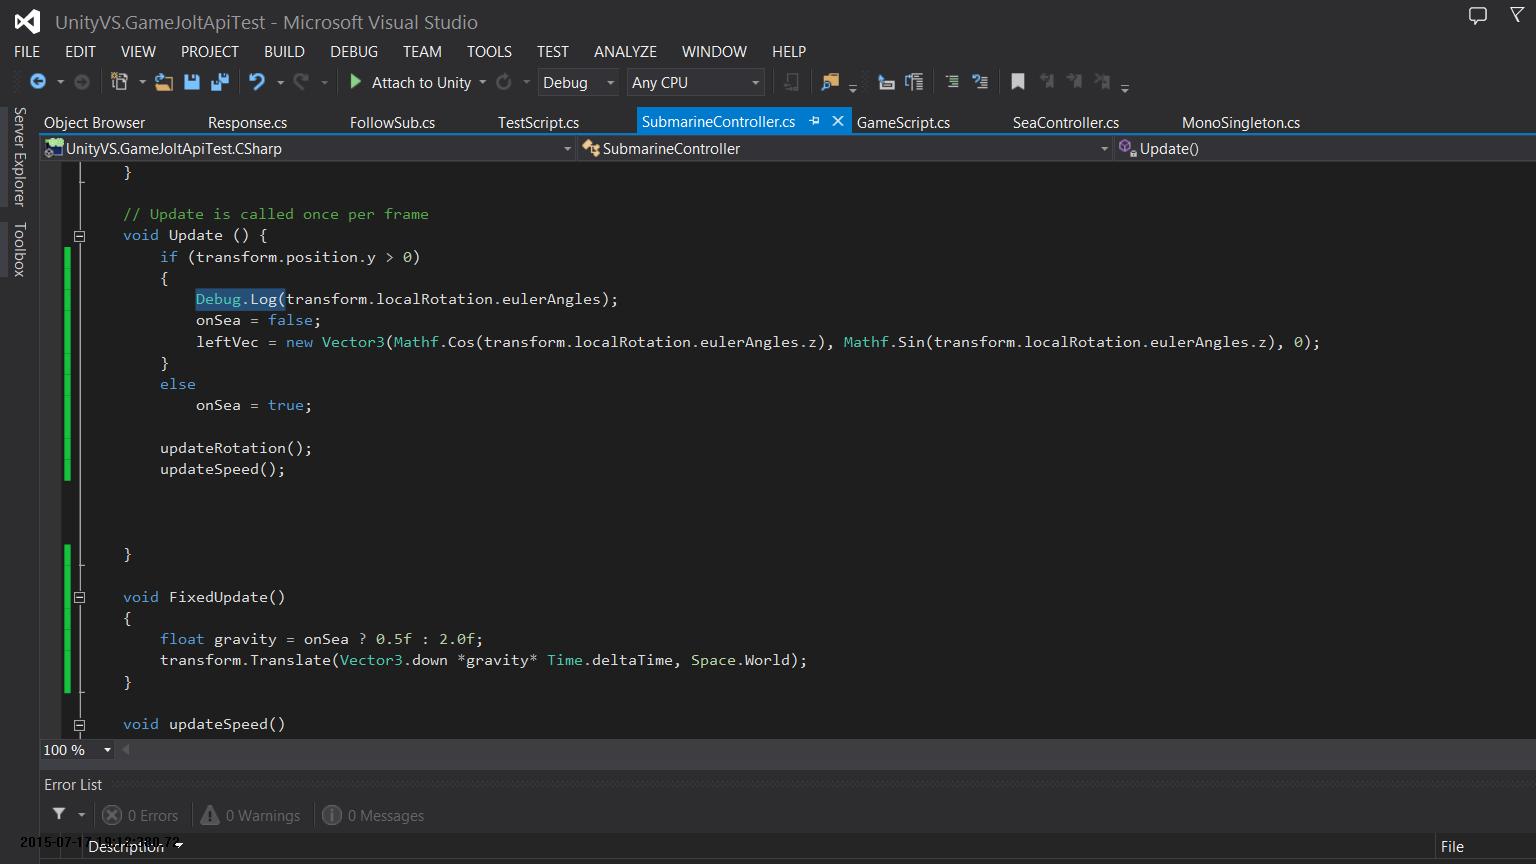 UnityVS.GameJoltApiTest - Microsoft Visual Studio
FILE EDIT VIEW PROJECT BUILD DEBUG TEAM TOOLS TEST ANALYZE WINDOW HELP
Attach to Unity Debug Any CPU
Server Explorer
Toolbox
Object Browser Response.cs FollowSub.cs TestScript.cs SubmarineController.cs GameScript.cs SeaController.cs MonoSingleton.cs
UnityVS.GameJoltApiTest.CSharp SubmarineController Update()
}
// Update is called once per frame
void Update () {
if (transform.position.y > 0)
{
Debug.Log(transform.localRotation.eulerAngles);
onSea = false;
leftVec = new Vector3(Mathf.Cos(transform.localRotation.eulerAngles.z), Mathf.Sin(transform.localRotation.eulerAngles.z), 0);
}
else
onSea = true;
updateRotation();
updateSpeed();
}
void FixedUpdate()
{
float gravity = onSea ? 0.5f : 2.0f;
transform.Translate(Vector3.down *gravity* Time.deltaTime, Space.World);
}
void updateSpeed()
100 %
Error List
0 Errors 0 Warnings 0 Messages
Description File